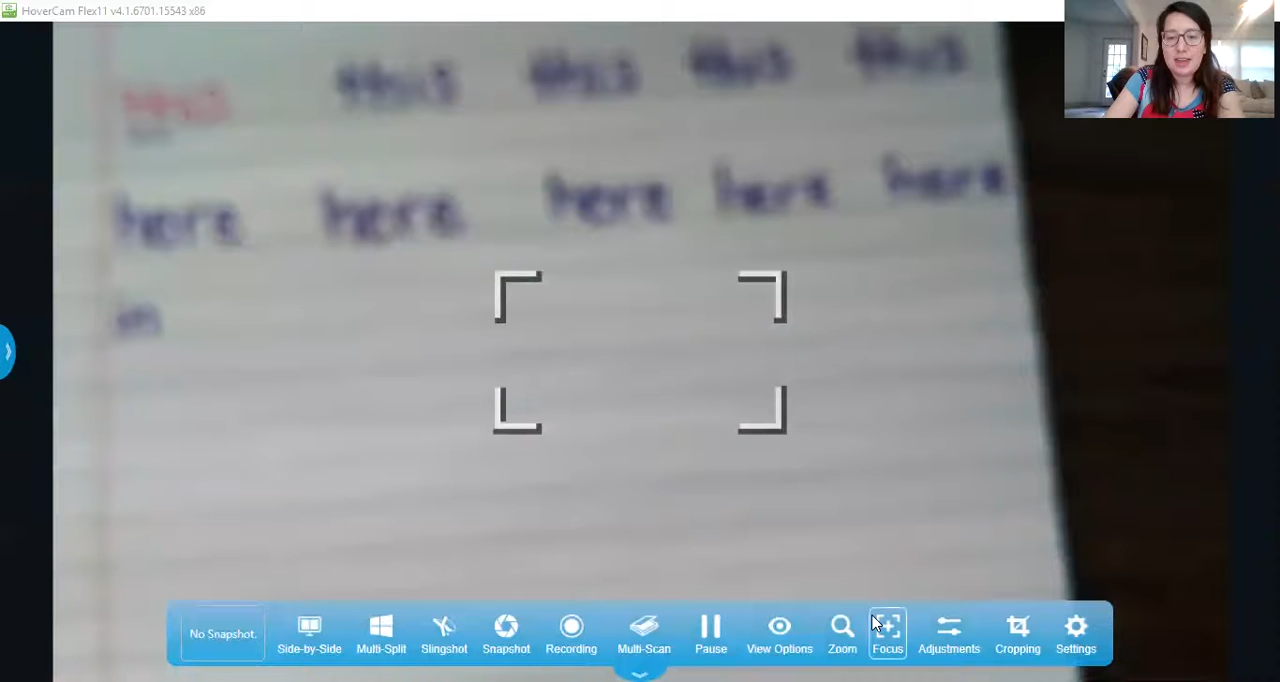 HoverCam Flex11 v4.1.6701.15543 x86
here here here here here
in
No Snapshot. Side-by-Side Multi-Split Slingshot Snapshot Recording Multi-Scan Pause View Options Zoom Focus Adjustments Cropping Settings